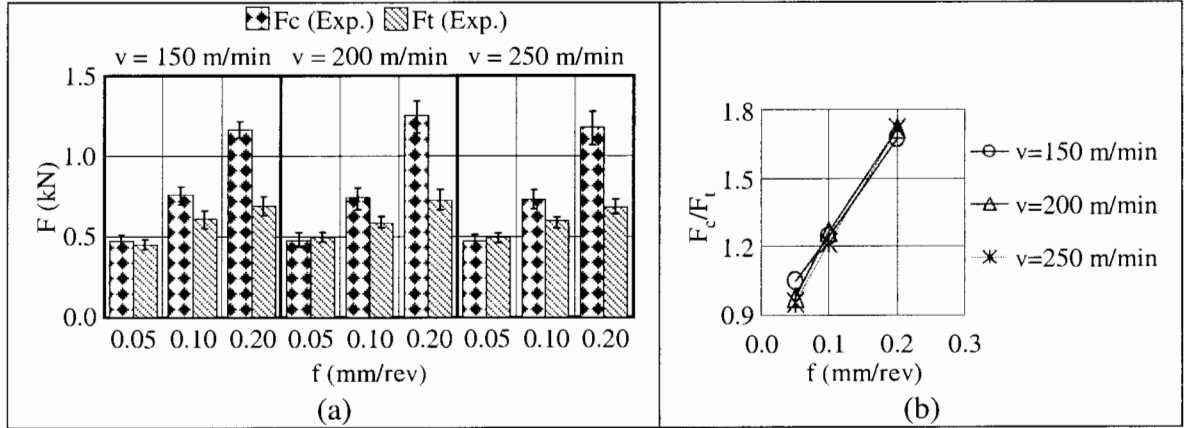 Fc (Exp.) Ft (Exp.)
v = 150 m/min v = 200 m/min v = 250 m/min
1.5
1.0
0.5
0.0
F (kN)
0.05 0.10 0.20 0.05 0.10 0.20 0.05 0.10 0.20
f (mm/rev)
(a)
1.8
1.5
1.2
0.9
Fc/Ft
0.0 0.1 0.2 0.3
f (mm/rev)
v=150 m/min
v=200 m/min
v=250 m/min
(b)